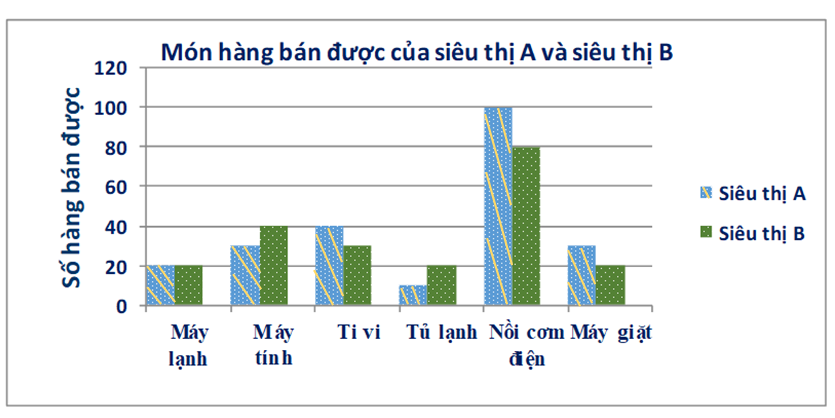 Món hàng bán được của siêu thị A và siêu thị B
Số hàng bán được
120
100
80
60
40
20
0
Máy lạnh
Máy tính
Ti vi
Tủ lạnh
Nồi cơm điện
Máy giặt
Siêu thị A
Siêu thị B